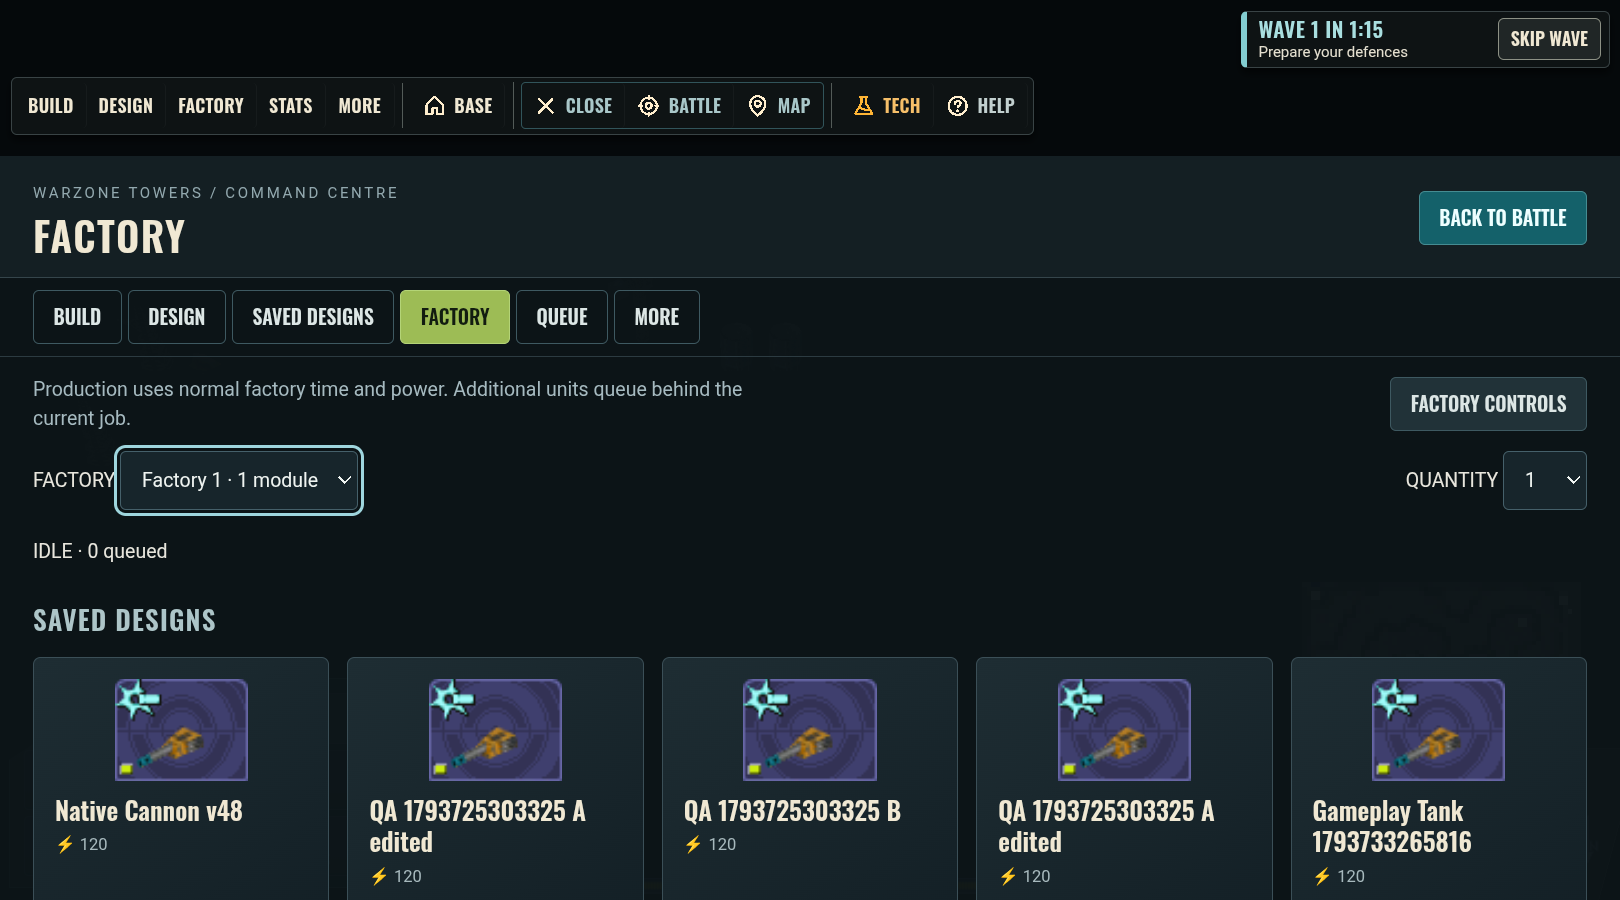 WAVE 1 IN 1:15
Prepare your defences
SKIP WAVE
BUILD DESIGN FACTORY STATS MORE BASE CLOSE BATTLE MAP TECH HELP
WARZONE TOWERS / COMMAND CENTRE
FACTORY
BACK TO BATTLE
BUILD DESIGN SAVED DESIGNS FACTORY QUEUE MORE
Production uses normal factory time and power. Additional units queue behind the
current job.
FACTORY CONTROLS
FACTORY Factory 1 · 1 module
QUANTITY 1
IDLE · 0 queued
SAVED DESIGNS
Native Cannon v48
⚡ 120
QA 1793725303325 A
edited
⚡ 120
QA 1793725303325 B
⚡ 120
QA 1793725303325 A
edited
⚡ 120
Gameplay Tank
1793733265816
⚡ 120